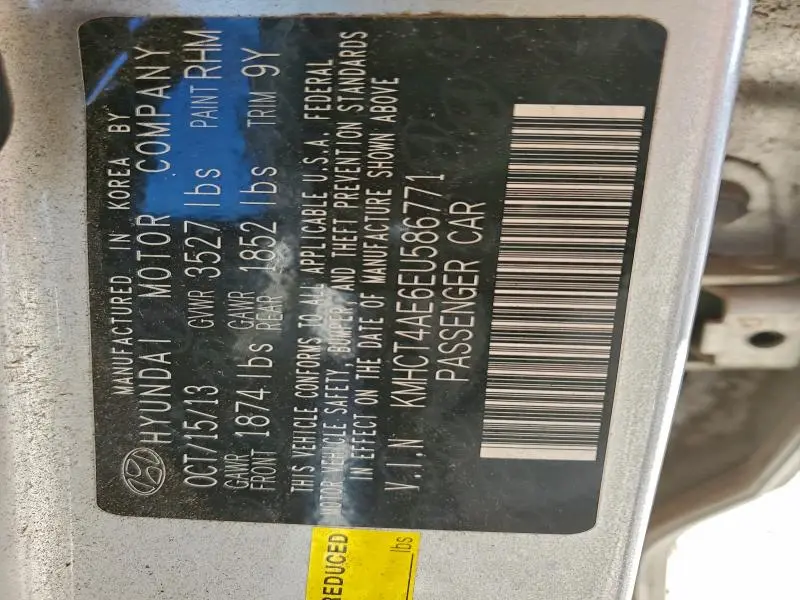 MANUFACTURED IN KOREA BY
HYUNDAI MOTOR COMPANY
OCT/15/13 GVWR 3527 lbs PAINT RHM
GAWR FRONT 1874 lbs GAWR REAR 1852 lbs TRIM 9Y
THIS VEHICLE CONFORMS TO ALL APPLICABLE U.S.A. FEDERAL
MOTOR VEHICLE SAFETY, BUMPER, AND THEFT PREVENTION STANDARDS
IN EFFECT ON THE DATE OF MANUFACTURE SHOWN ABOVE
V.I.N KMHCT4AE6EU586771
PASSENGER CAR
REDUCED
lbs